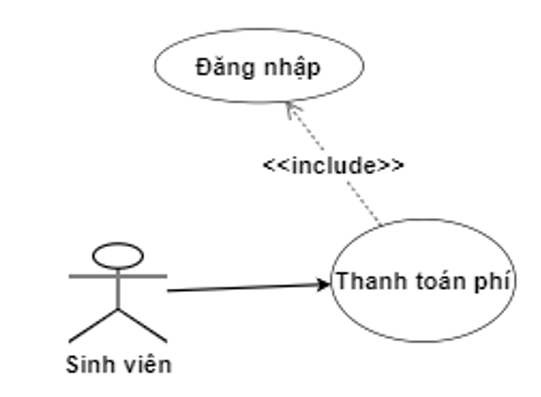 Đăng nhập
<<include>>
Thanh toán phí
Sinh viên